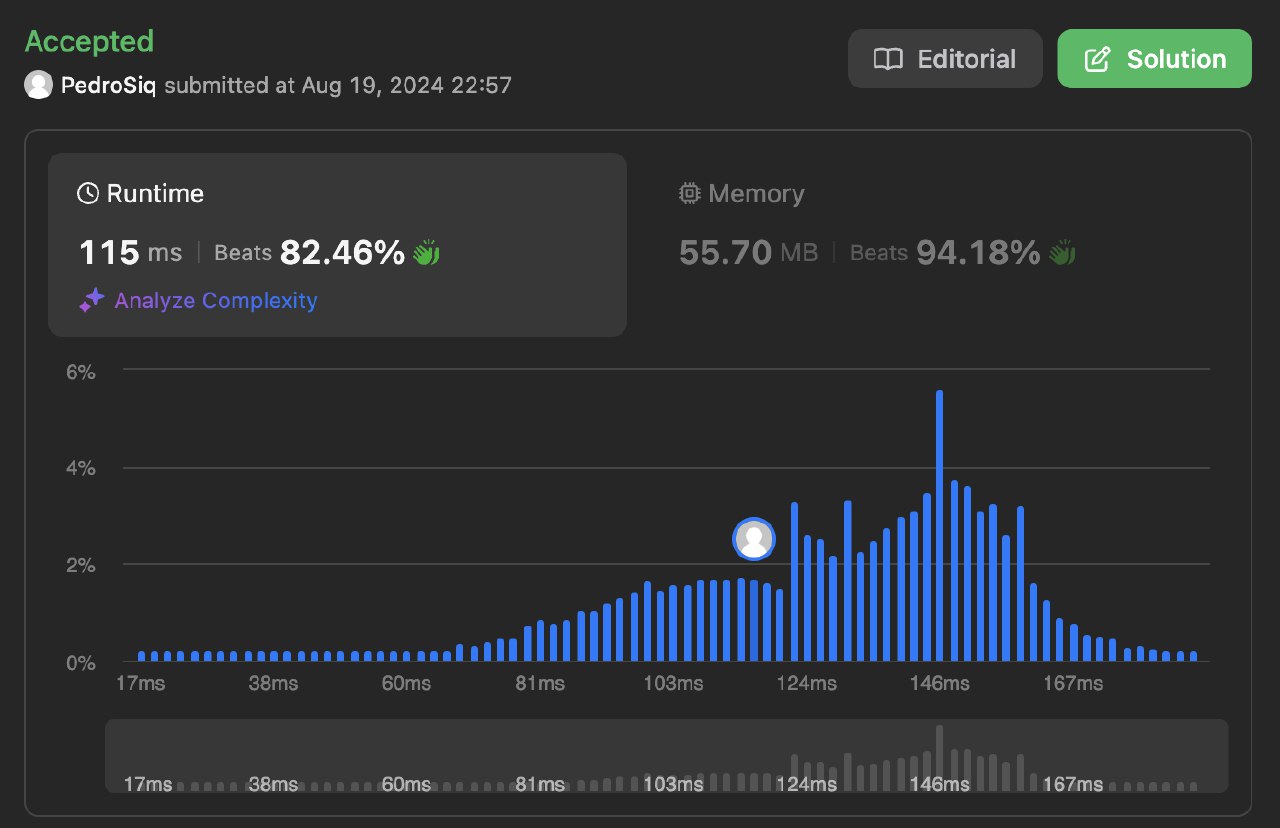 Accepted
Editorial
Solution
PedroSiq submitted at Aug 19, 2024 22:57
Runtime
115 ms | Beats 82.46%
Analyze Complexity
Memory
55.70 MB | Beats 94.18%
6%
4%
2%
0%
17ms 38ms 60ms 81ms 103ms 124ms 146ms 167ms
17ms 38ms 60ms 81ms 103ms 124ms 146ms 167ms